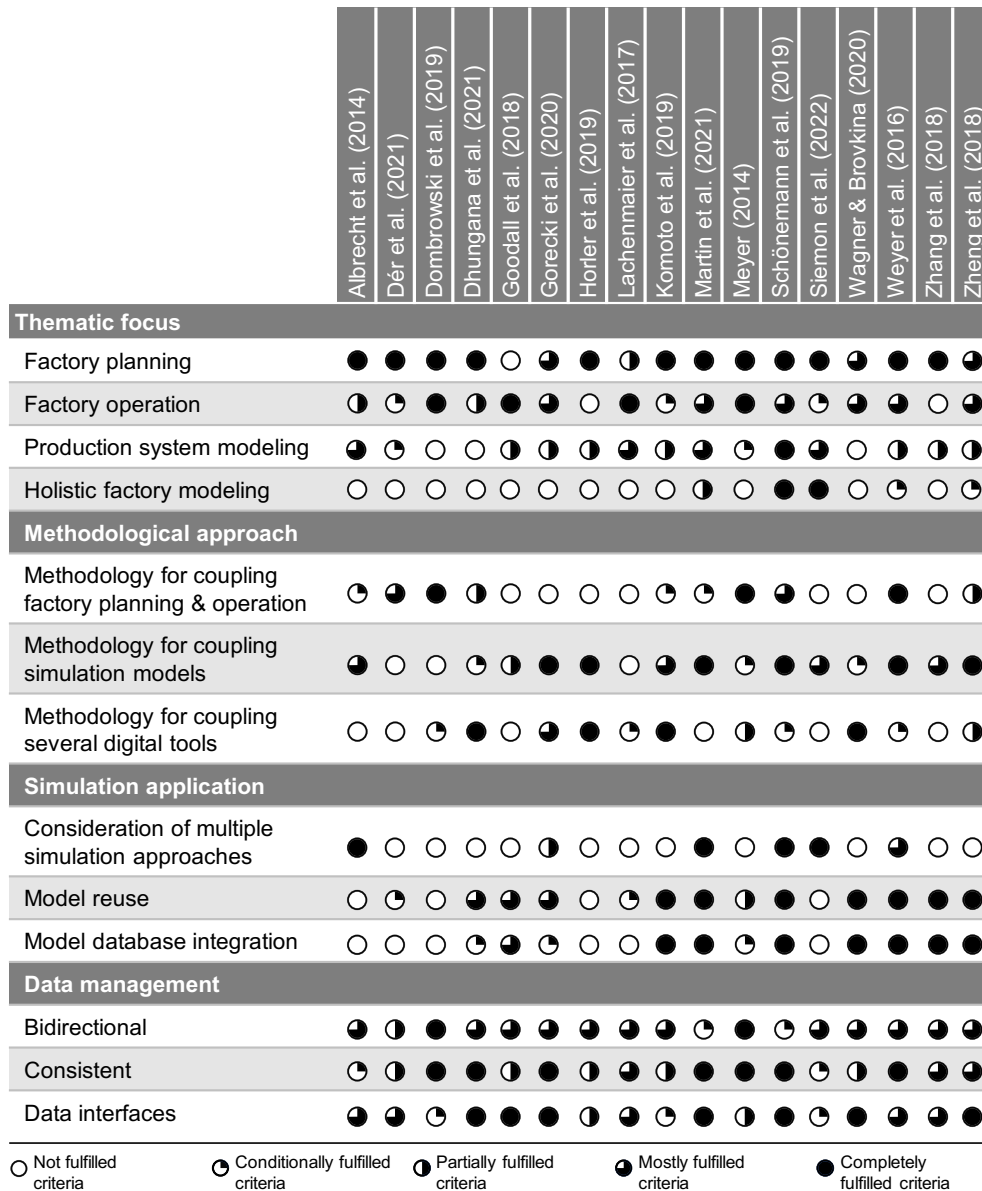 Albrecht et al. (2014)
Dér et al. (2021)
Dombrowski et al. (2019)
Dhungana et al. (2021)
Goodall et al. (2018)
Gorecki et al. (2020)
Horler et al. (2019)
Lachenmaier et al. (2017)
Komoto et al. (2019)
Martin et al. (2021)
Meyer (2014)
Schönemann et al. (2019)
Siemon et al. (2022)
Wagner & Brovkina (2020)
Weyer et al. (2016)
Zhang et al. (2018)
Zheng et al. (2018)
Thematic focus
Factory planning
Factory operation
Production system modeling
Holistic factory modeling
Methodological approach
Methodology for coupling
factory planning & operation
Methodology for coupling
simulation models
Methodology for coupling
several digital tools
Simulation application
Consideration of multiple
simulation approaches
Model reuse
Model database integration
Data management
Bidirectional
Consistent
Data interfaces
Not fulfilled
criteria
Conditionally fulfilled
criteria
Partially fulfilled
criteria
Mostly fulfilled
criteria
Completely
fulfilled criteria